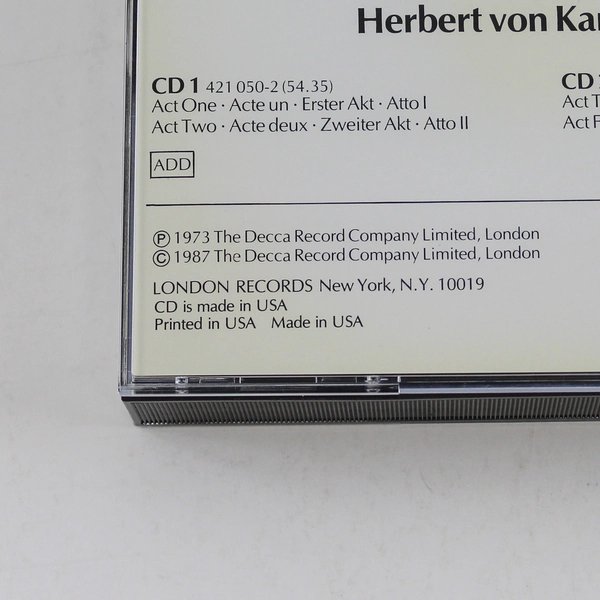 Herbert von Ka
CD 1 421 050-2 (54.35)
Act One · Acte un · Erster Akt · Atto I
Act Two · Acte deux · Zweiter Akt · Atto II
CD
Act T
Act F
ADD
Ⓟ 1973 The Decca Record Company Limited, London
© 1987 The Decca Record Company Limited, London
LONDON RECORDS New York, N.Y. 10019
CD is made in USA
Printed in USA Made in USA